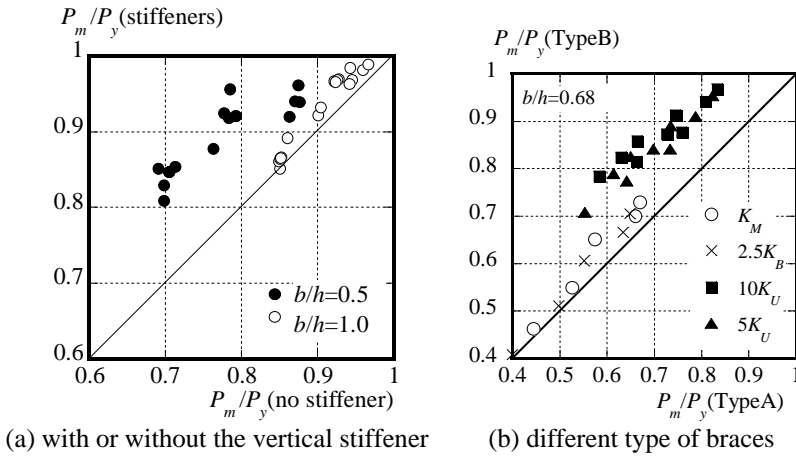 P_m/P_y(stiffeners)
1
0.9
0.8
0.7
0.6
0.6 0.7 0.8 0.9 1
b/h=0.5
b/h=1.0
P_m/P_y(no stiffener)
(a) with or without the vertical stiffener
P_m/P_y(TypeB)
1
0.9
0.8
0.7
0.6
0.5
0.4
0.4 0.5 0.6 0.7 0.8 0.9 1
b/h=0.68
K_M
2.5K_B
10K_U
5K_U
P_m/P_y(TypeA)
(b) different type of braces